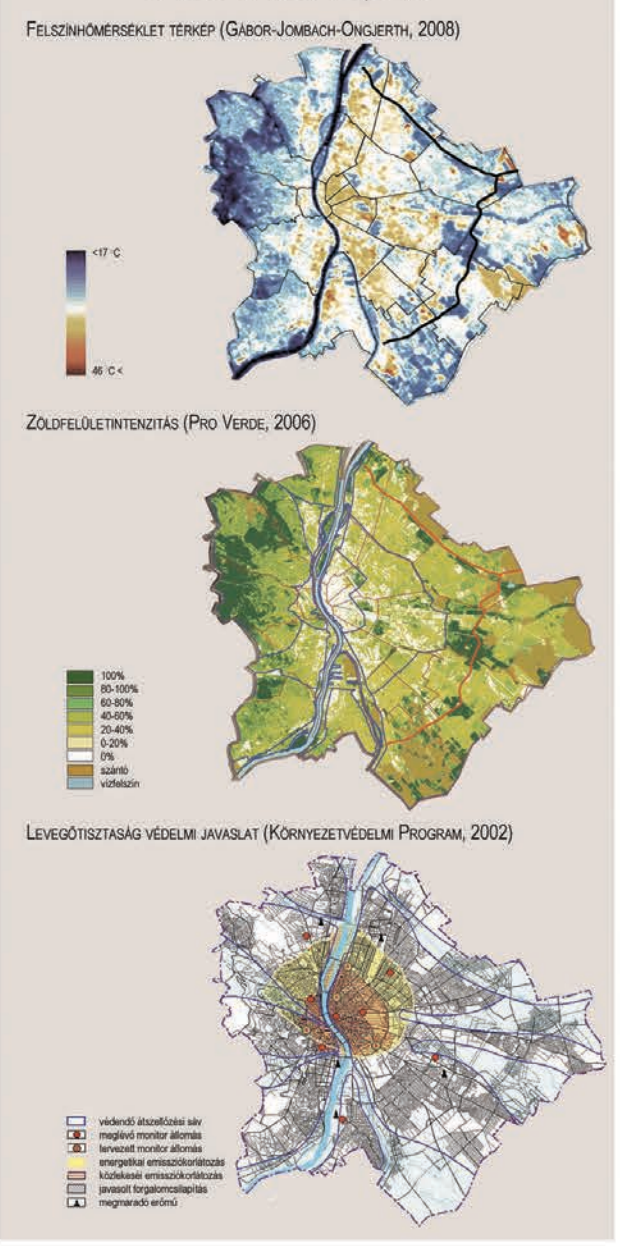 FELSZÍNHŐMÉRSÉKLET TÉRKÉP (GÁBOR-JOMBACH-ONGJERTH, 2008)
<17 °C
46 °C <
ZÖLDFELÜLETINTENZITÁS (PRO VERDE, 2006)
100%
80-100%
60-80%
40-60%
20-40%
0-20%
0%
szántó
vízfelszín
LEVEGŐTISZTASÁG VÉDELMI JAVASLAT (KÖRNYEZETVÉDELMI PROGRAM, 2002)
védendő átszellőzési sáv
meglévő monitor állomás
tervezett monitor állomás
energetikai emissziókorlátozás
közlekeséi emissziókorlátozás
javasolt forgalomcsilapítás
megmaradó erőmű